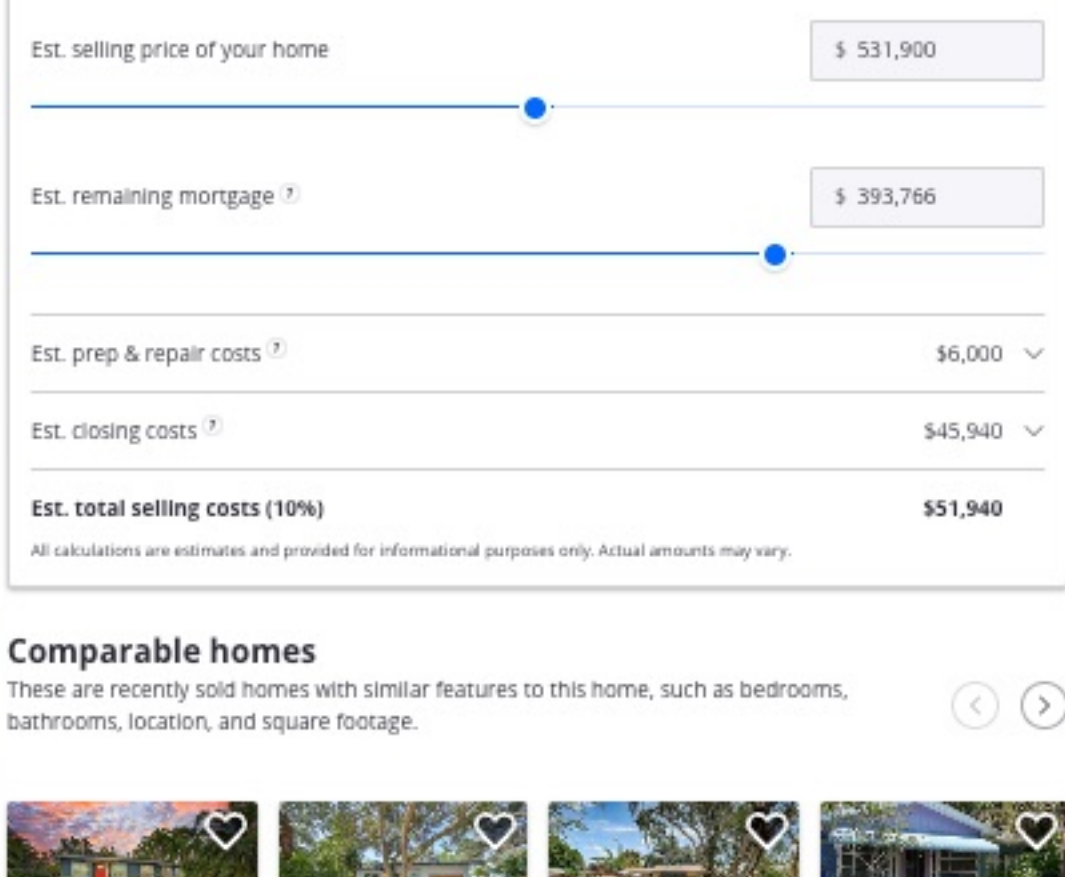 Est. selling price of your home
$ 531,900
Est. remaining mortgage ?
$ 393,766
Est. prep & repair costs ?
$6,000
Est. closing costs ?
$45,940
Est. total selling costs (10%)
$51,940
All calculations are estimates and provided for informational purposes only. Actual amounts may vary.
Comparable homes
These are recently sold homes with similar features to this home, such as bedrooms,
bathrooms, location, and square footage.